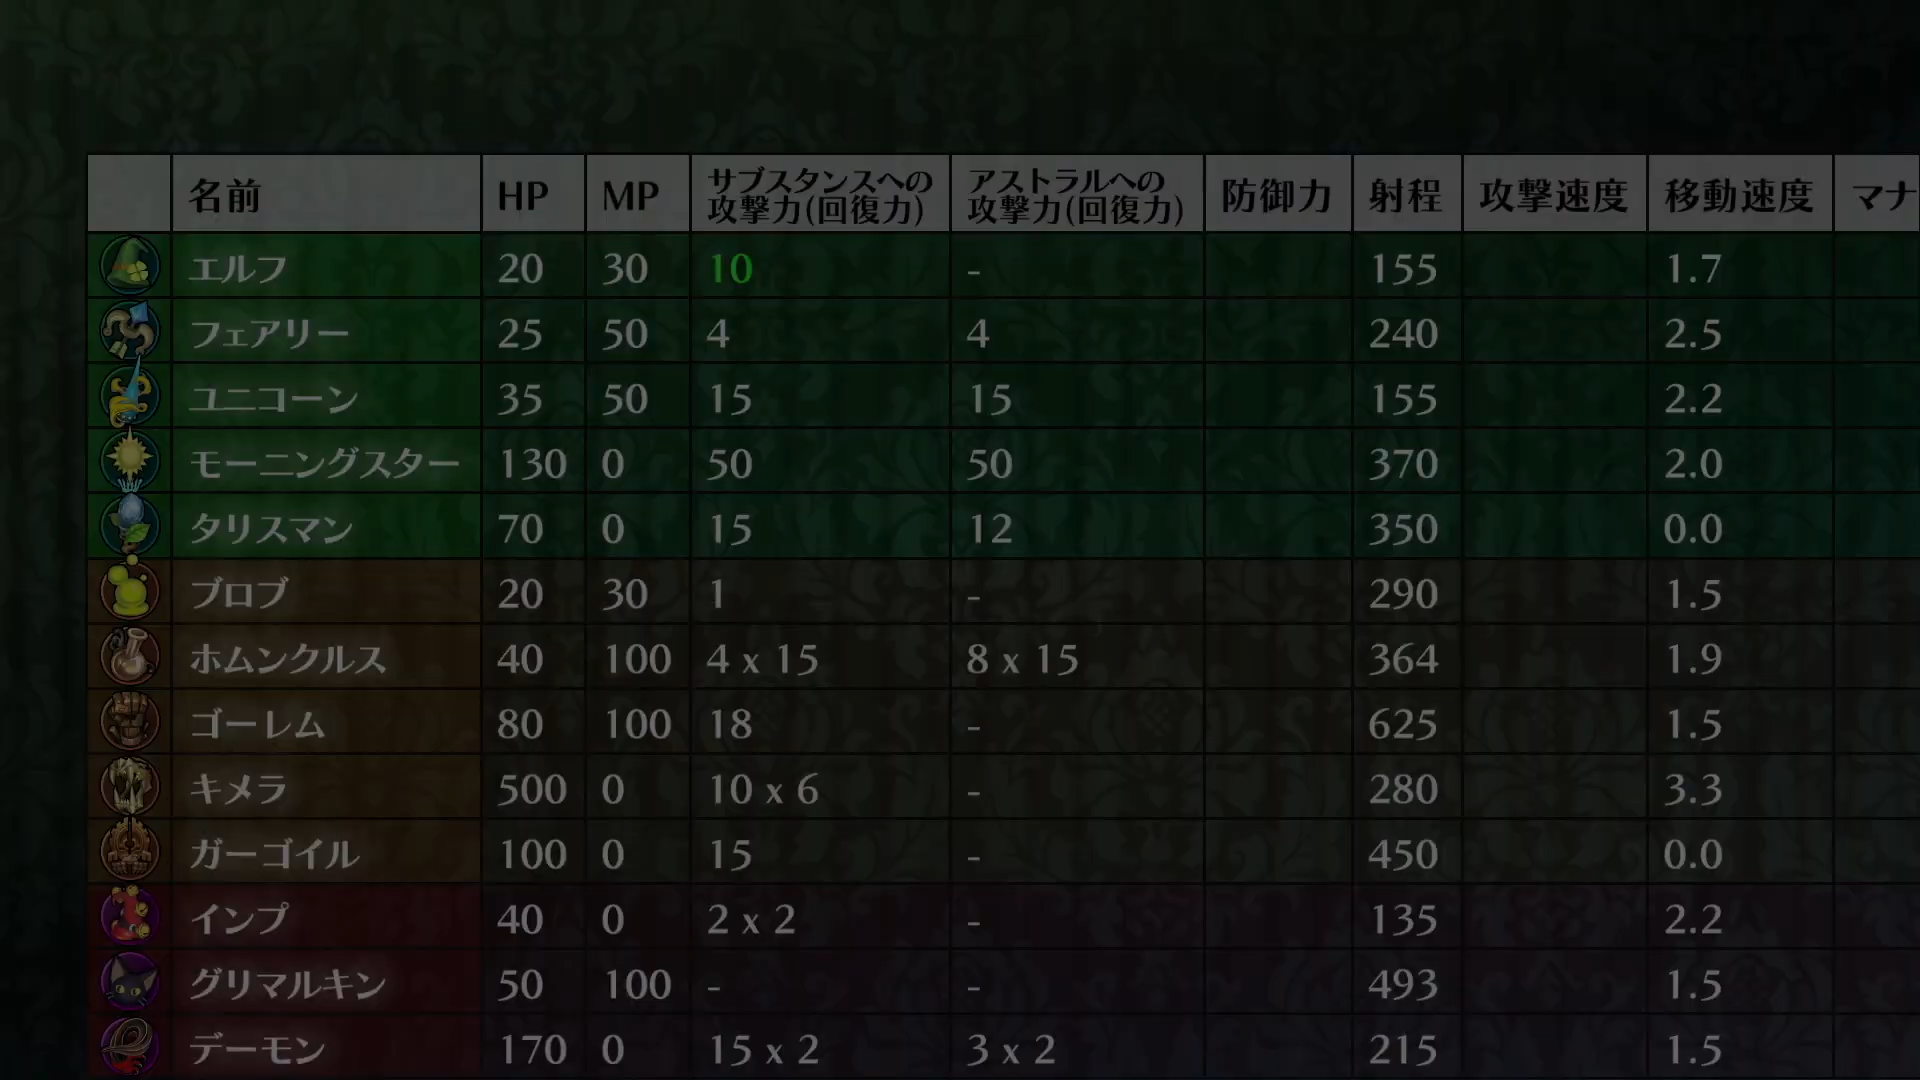 名前 HP MP サブスタンスへの攻撃力(回復力) アストラルへの攻撃力(回復力) 防御力 射程 攻撃速度 移動速度 マナ
エルフ 20 30 10 - 155 1.7
フェアリー 25 50 4 4 240 2.5
ユニコーン 35 50 15 15 155 2.2
モーニングスター 130 0 50 50 370 2.0
タリスマン 70 0 15 12 350 0.0
ブロブ 20 30 1 - 290 1.5
ホムンクルス 40 100 4 x 15 8 x 15 364 1.9
ゴーレム 80 100 18 - 625 1.5
キメラ 500 0 10 x 6 - 280 3.3
ガーゴイル 100 0 15 - 450 0.0
インプ 40 0 2 x 2 - 135 2.2
グリマルキン 50 100 - - 493 1.5
デーモン 170 0 15 x 2 3 x 2 215 1.5